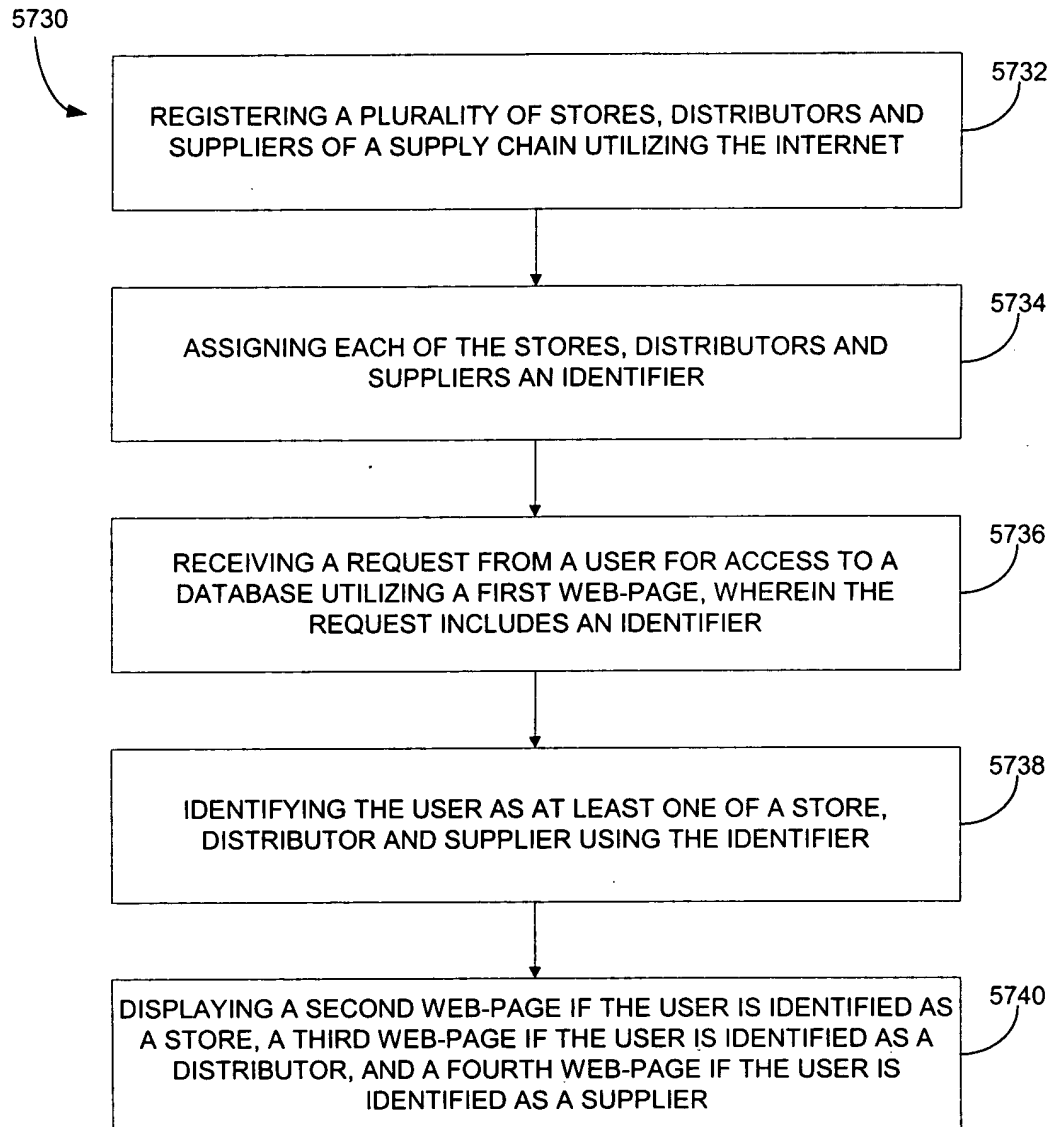 5730
5732
REGISTERING A PLURALITY OF STORES, DISTRIBUTORS AND
SUPPLIERS OF A SUPPLY CHAIN UTILIZING THE INTERNET
5734
ASSIGNING EACH OF THE STORES, DISTRIBUTORS AND
SUPPLIERS AN IDENTIFIER
5736
RECEIVING A REQUEST FROM A USER FOR ACCESS TO A
DATABASE UTILIZING A FIRST WEB-PAGE, WHEREIN THE
REQUEST INCLUDES AN IDENTIFIER
5738
IDENTIFYING THE USER AS AT LEAST ONE OF A STORE,
DISTRIBUTOR AND SUPPLIER USING THE IDENTIFIER
5740
DISPLAYING A SECOND WEB-PAGE IF THE USER IS IDENTIFIED AS
A STORE, A THIRD WEB-PAGE IF THE USER IS IDENTIFIED AS A
DISTRIBUTOR, AND A FOURTH WEB-PAGE IF THE USER IS
IDENTIFIED AS A SUPPLIER